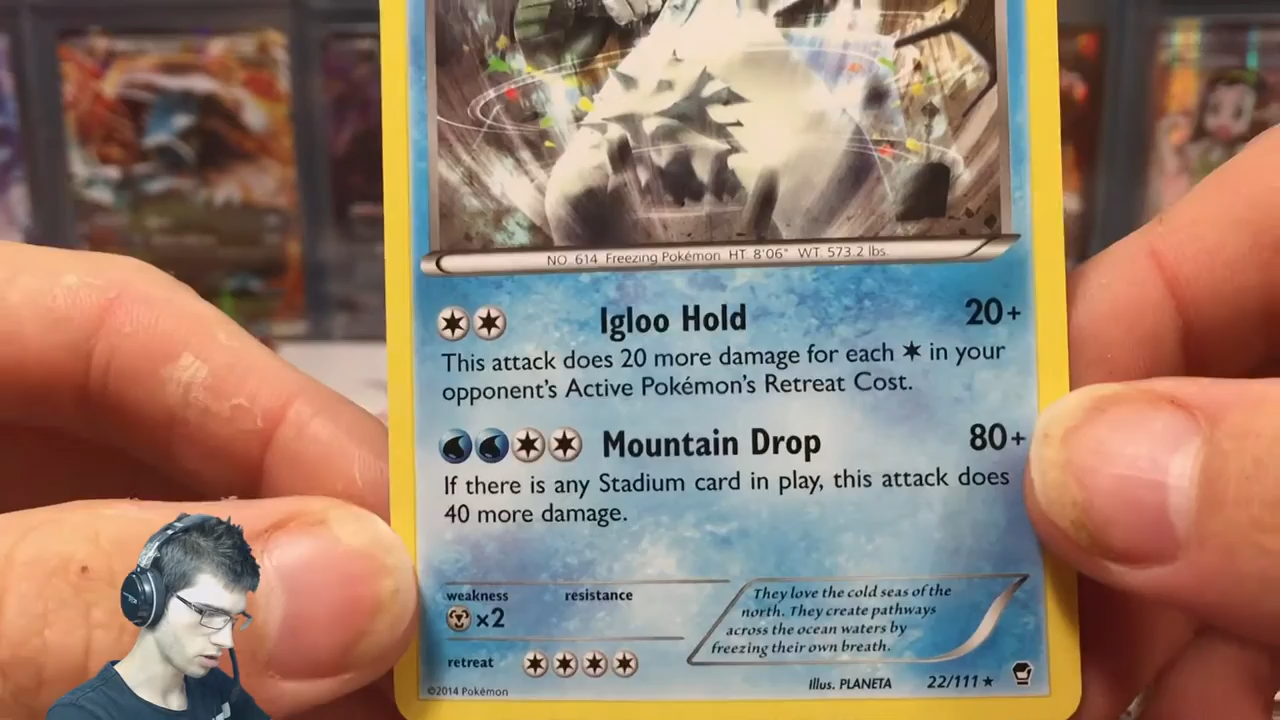 NO 614 Freezing Pokémon HT 8'06" WT 573.2 lbs.
Igloo Hold 20+
This attack does 20 more damage for each in your
opponent's Active Pokémon's Retreat Cost.
Mountain Drop 80+
If there is any Stadium card in play, this attack does
40 more damage.
weakness resistance
×2
They love the cold seas of the
north. They create pathways
across the ocean waters by
freezing their own breath.
retreat
©2014 Pokémon
Illus. PLANETA 22/111 ★